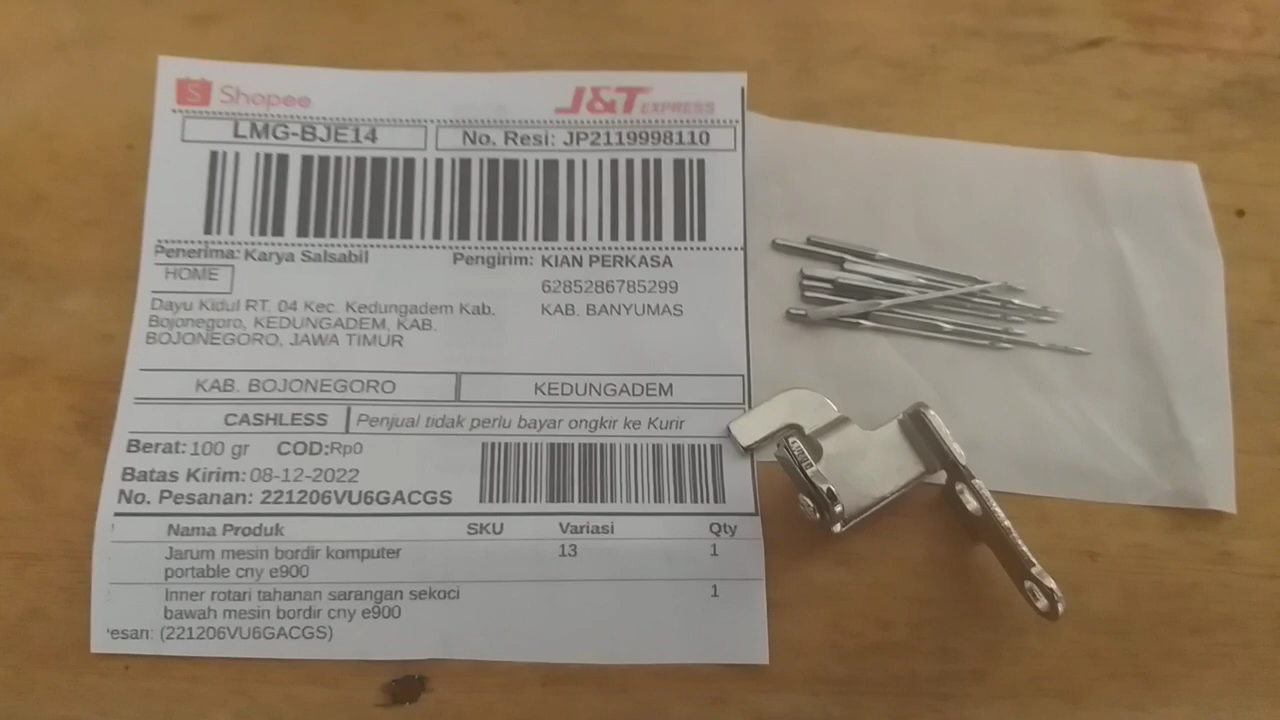 Shopee
J&T EXPRESS
LMG-BJE14
No. Resi: JP2119998110
Penerima: Karya Salsabil
HOME
Dayu Kidul RT. 04 Kec. Kedungadem Kab.
Bojonegoro, KEDUNGADEM, KAB.
BOJONEGORO, JAWA TIMUR
Pengirim: KIAN PERKASA
6285286785299
KAB. BANYUMAS
KAB. BOJONEGORO
KEDUNGADEM
CASHLESS Penjual tidak perlu bayar ongkir ke Kurir
Berat: 100 gr COD:Rp0
Batas Kirim: 08-12-2022
No. Pesanan: 221206VU6GACGS
Nama Produk SKU Variasi Qty
Jarum mesin bordir komputer 13 1
portable cny e900
Inner rotari tahanan sarangan sekoci 1
bawah mesin bordir cny e900
esan: (221206VU6GACGS)